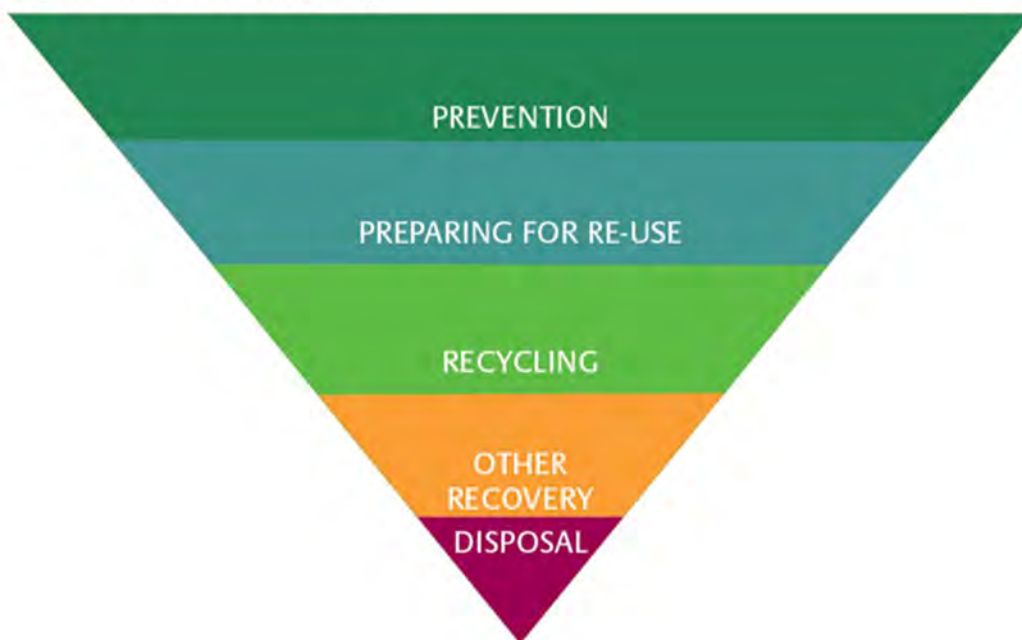 PREVENTION
PREPARING FOR RE-USE
RECYCLING
OTHER
RECOVERY
DISPOSAL